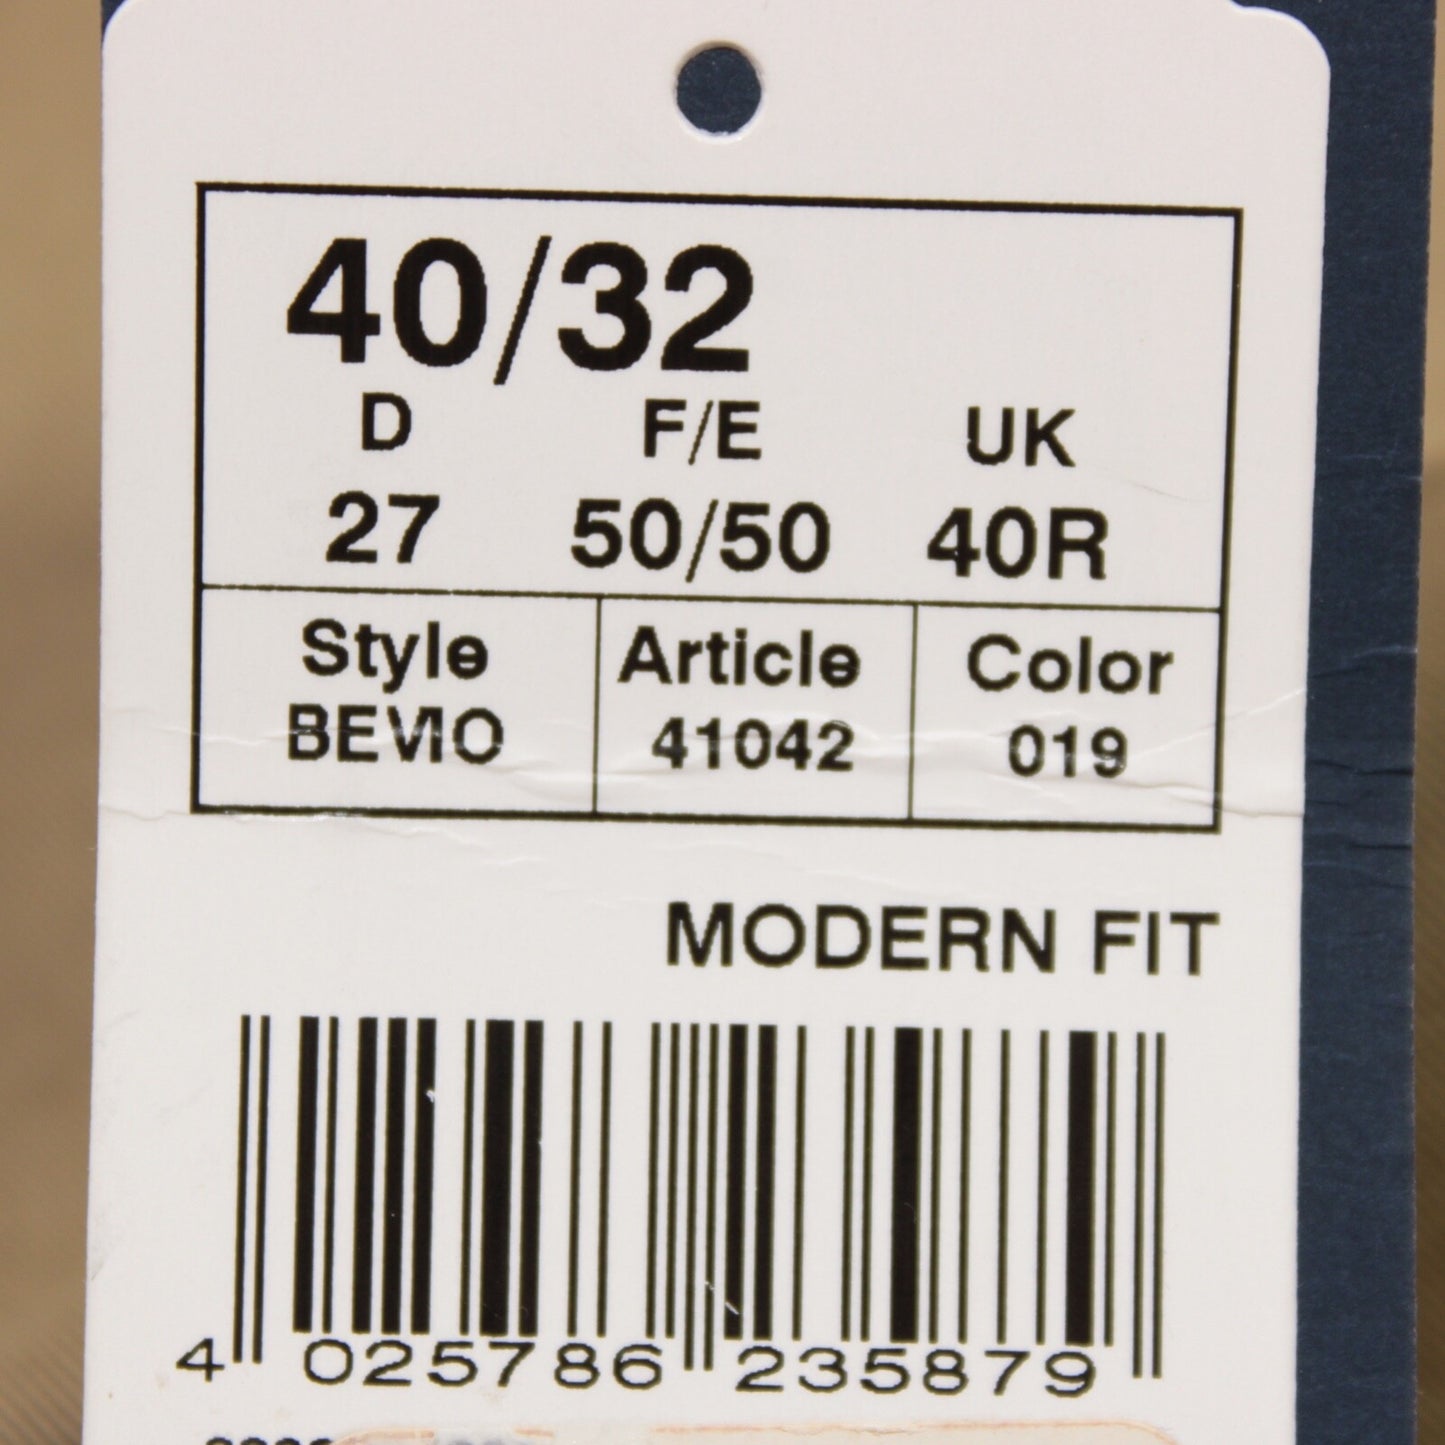 40/32
D F/E UK
27 50/50 40R
Style Article Color
BEVIO 41042 019
MODERN FIT
4 025786 235879